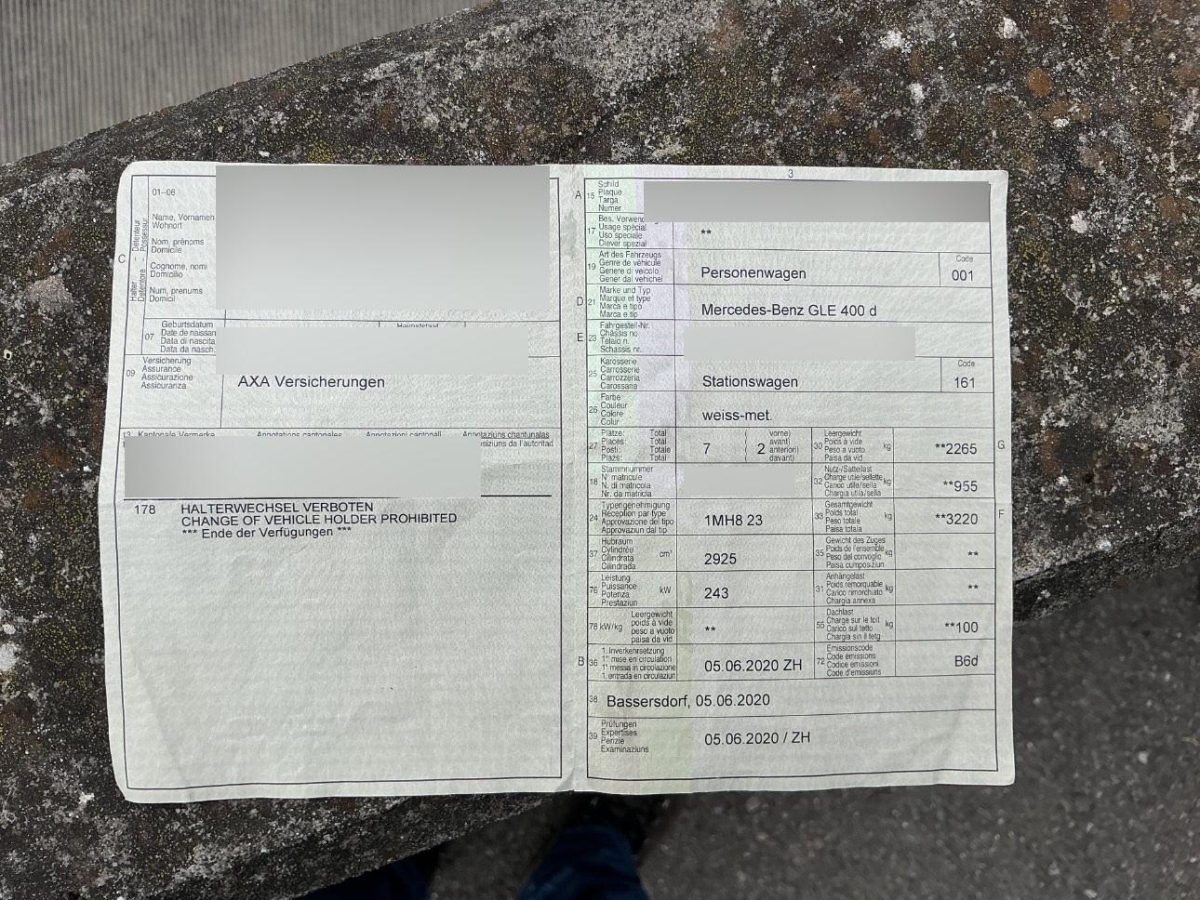 3
01–06
Halter – Détenteur
Detentore – Possessur
C
Name, Vornamen
Wohnort
Nom, prénoms
Domicile
Cognome, nomi
Domicilio
Num, prenums
Domicil
07
Geburtsdatum
Date de naissan
Data di nascita
Data da nasch.
Heimatstaat
09
Versicherung
Assurance
Assicurazione
Assicuranza
AXA Versicherungen
13 Kantonale Vermerke Annotations cantonales Annotazioni cantonali Annotaziuns chantunalas
178 HALTERWECHSEL VERBOTEN
CHANGE OF VEHICLE HOLDER PROHIBITED
*** Ende der Verfügungen ***
A 15
Schild
Plaque
Targa
Numer
17
Bes. Verwend
Usage spécial
Uso speciale
Diever spezial
**
19
Art des Fahrzeugs
Genre de véhicule
Genere di veicolo
Gener dal vehichel
Personenwagen
Code
001
D 21
Marke und Typ
Marque et type
Marca e tipo
Marca e tip
Mercedes-Benz GLE 400 d
E 23
Fahrgestell-Nr.
Châssis no
Telaio n.
Schassis nr.
25
Karosserie
Carrosserie
Carrozzeria
Carossaria
Stationswagen
Code
161
26
Farbe
Couleur
Colore
Colur
weiss-met.
27
Plätze: Total
Places: Total
Posti: Totale
Plazs: Total
7
( 2
vorne)
avant)
anteriori)
davant)
30
Leergewicht
Poids à vide
Peso a vuoto
Paisa da vid
kg
**2265
G
18
Stammnummer
N° matricule
N. di matricola
Nr. da matricla
32
Nutz-/Sattellast
Charge utile/sellette
Carico utile/sella
Chargia utila/sella
kg
**955
24
Typengenehmigung
Réception par type
Approvazione del tipo
Approvaziun dal tip
1MH8 23
33
Gesamtgewicht
Poids total
Peso totale
Paisa totala
kg
**3220
F
37
Hubraum
Cylindrée
Cilindrata
Cilindrada
cm³
2925
35
Gewicht des Zuges
Poids de l'ensemble
Peso del convoglio
Paisa cumposiziun
kg
**
76
Leistung
Puissance
Potenza
Prestaziun
kW
243
31
Anhängelast
Poids remorquable
Carico rimorchiato
Chargia annexa
kg
**
78 kW/kg
Leergewicht
poids à vide
peso a vuoto
paisa da vid
**
55
Dachlast
Charge sur le toit
Carico sul tetto
Chargia sin il tetg
kg
**100
B 36
1. Inverkehrsetzung
1re mise en circulation
1a messa in circolazione
1. entrada en circulaziun
05.06.2020 ZH
72
Emissionscode
Code émissions
Codice emissioni
Code d'emissiuns
B6d
38 Bassersdorf, 05.06.2020
39
Prüfungen
Expertises
Perizie
Examinaziuns
05.06.2020 / ZH